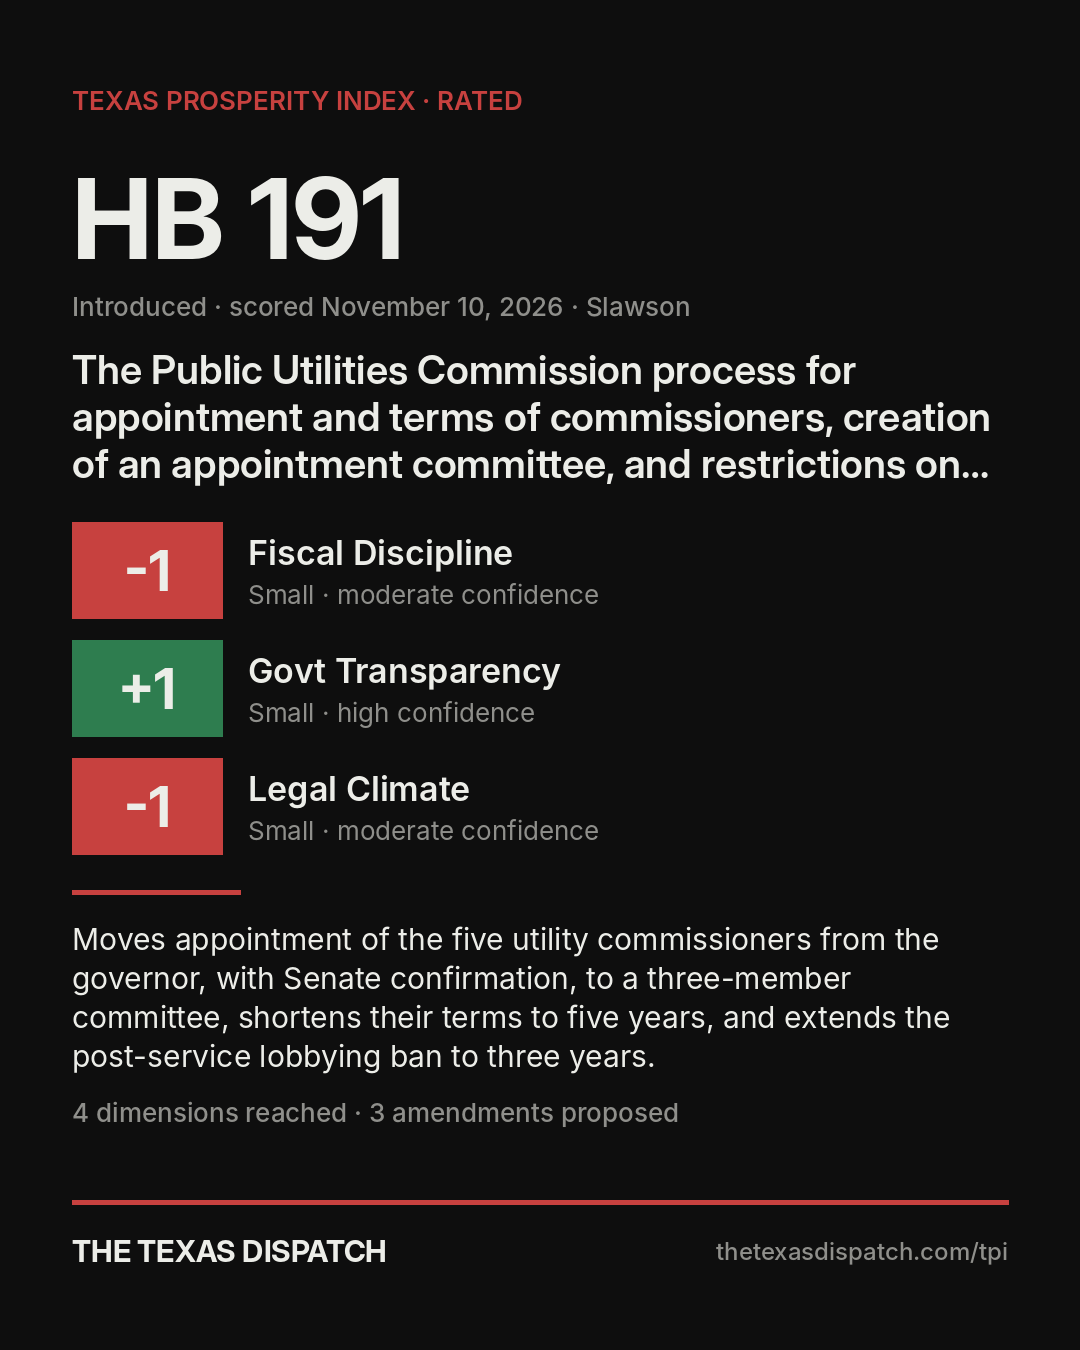 TEXAS PROSPERITY INDEX · RATED
HB 191
Introduced · scored November 10, 2026 · Slawson
The Public Utilities Commission process for
appointment and terms of commissioners, creation
of an appointment committee, and restrictions on...
-1
Fiscal Discipline
Small · moderate confidence
+1
Govt Transparency
Small · high confidence
-1
Legal Climate
Small · moderate confidence
Moves appointment of the five utility commissioners from the
governor, with Senate confirmation, to a three-member
committee, shortens their terms to five years, and extends the
post-service lobbying ban to three years.
4 dimensions reached · 3 amendments proposed
THE TEXAS DISPATCH
thetexasdispatch.com/tpi